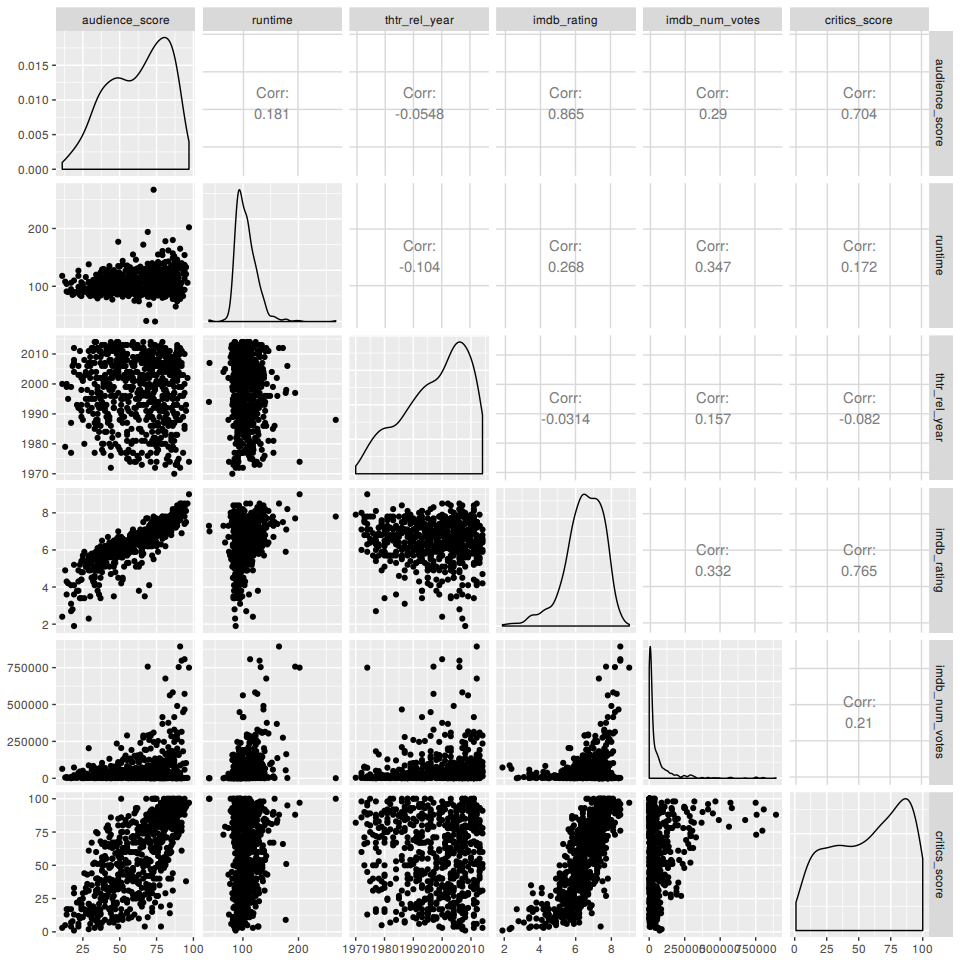 audience_score runtime thtr_rel_year imdb_rating imdb_num_votes critics_score
0.015
0.010
0.005
0.000
Corr: Corr: Corr: Corr: Corr:
0.181 -0.0548 0.865 0.29 0.704
audience_score
200
100
Corr: Corr: Corr: Corr:
-0.104 0.268 0.347 0.172
runtime
2010
2000
1990
1980
1970
Corr: Corr: Corr:
-0.0314 0.157 -0.082
thtr_rel_year
8
6
4
2
Corr: Corr:
0.332 0.765
imdb_rating
750000
500000
250000
0
Corr:
0.21
imdb_num_votes
100
75
50
25
0
critics_score
25 50 75 100 100 200 1970 1980 1990 2000 2010 2 4 6 8 0 250000 500000 750000 0 25 50 75 100